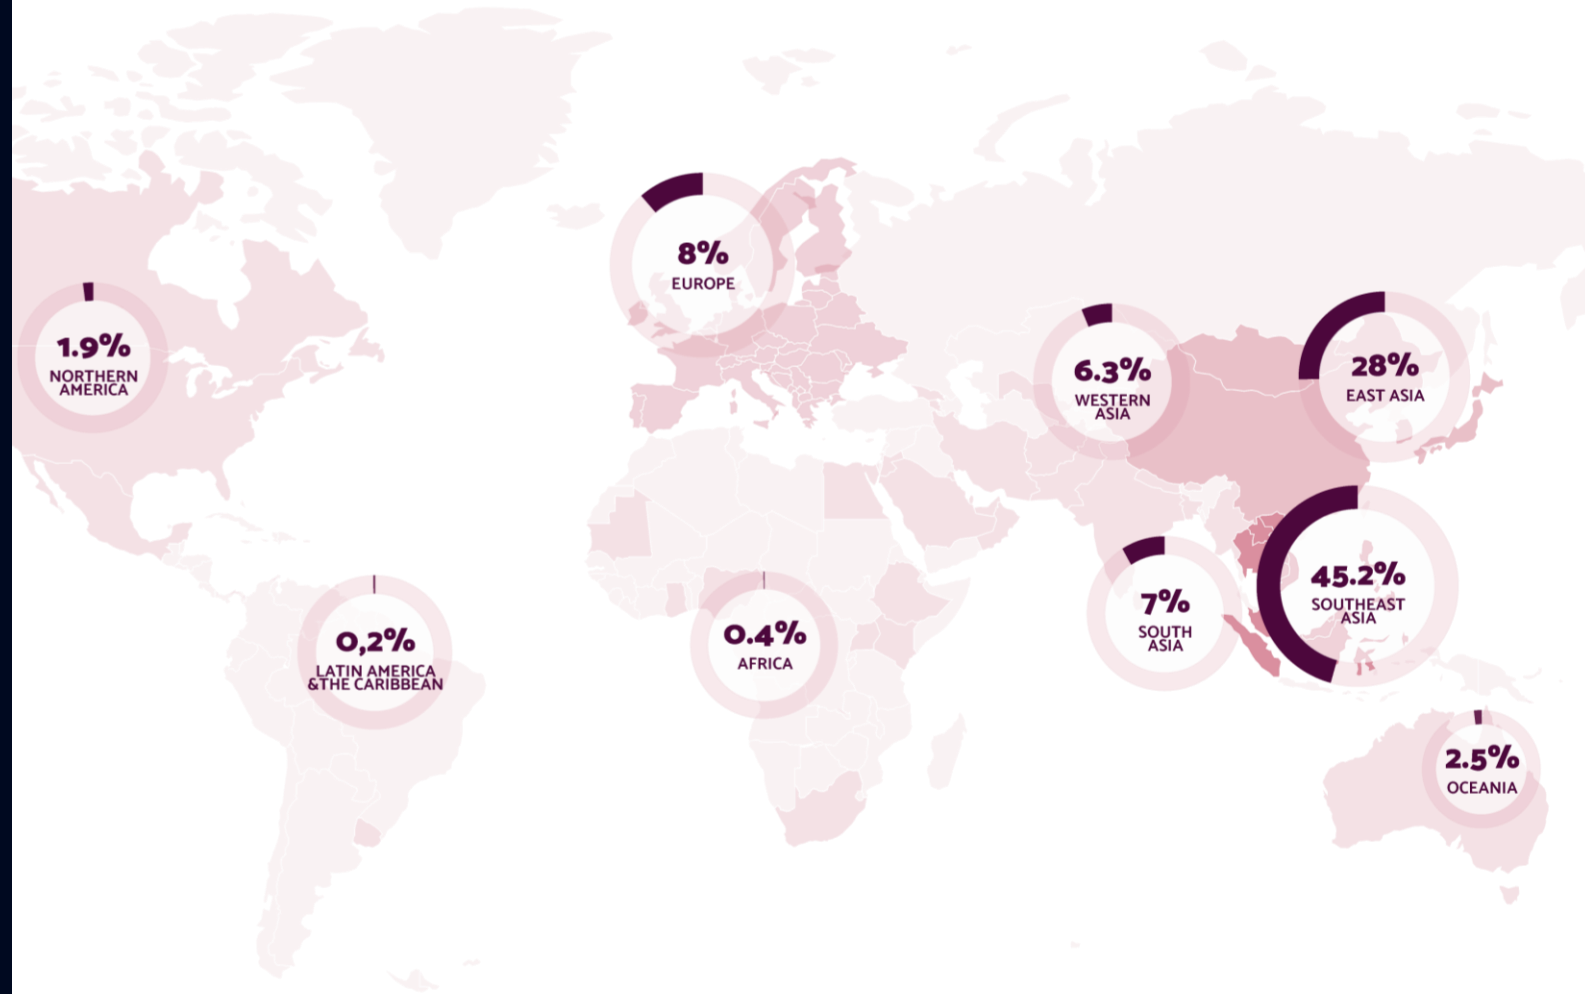 8%
EUROPE
1.9%
NORTHERN
AMERICA
6.3%
WESTERN
ASIA
28%
EAST ASIA
45.2%
SOUTHEAST
ASIA
7%
SOUTH
ASIA
0,2%
LATIN AMERICA
&THE CARIBBEAN
0.4%
AFRICA
2.5%
OCEANIA